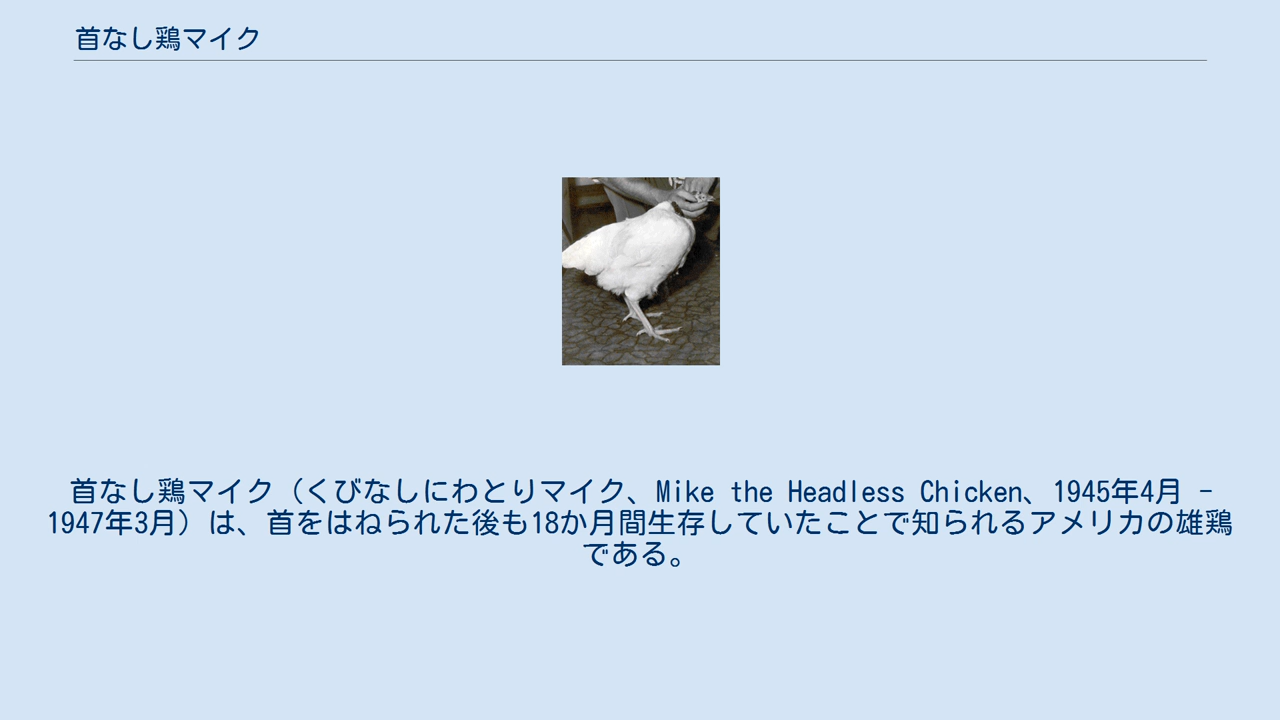 首なし鶏マイク
首なし鶏マイク（くびなしにわとりマイク、Mike the Headless Chicken、1945年4月 -
1947年3月）は、首をはねられた後も18か月間生存していたことで知られるアメリカの雄鶏
である。